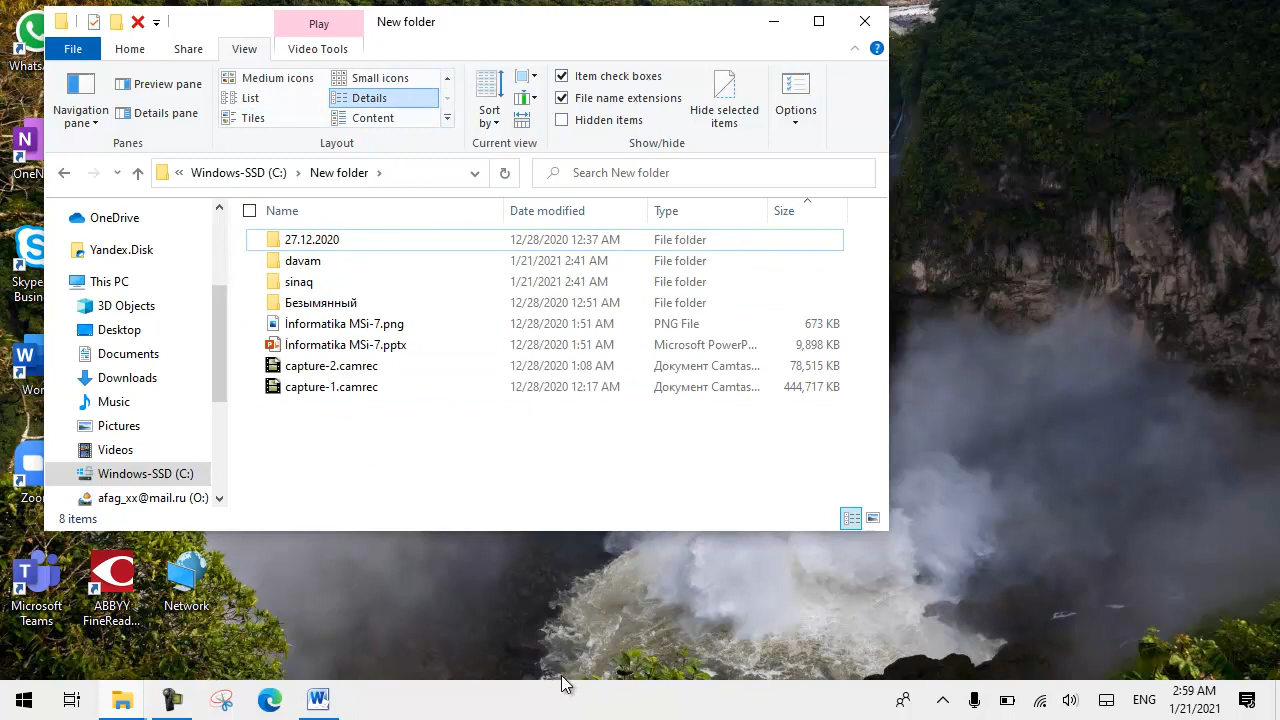 Play
New folder
File
Home
Share
View
Video Tools
Navigation pane
Preview pane
Details pane
Panes
Medium icons
Small icons
List
Details
Tiles
Content
Layout
Sort by
Current view
Item check boxes
File name extensions
Hidden items
Hide selected items
Show/hide
Options
« Windows-SSD (C:) > New folder >
Search New folder
OneDrive
Yandex.Disk
This PC
3D Objects
Desktop
Documents
Downloads
Music
Pictures
Videos
Windows-SSD (C:)
afag_xx@mail.ru (O:)
Name Date modified Type Size
27.12.2020 12/28/2020 12:37 AM File folder
davam 1/21/2021 2:41 AM File folder
sinaq 1/21/2021 2:41 AM File folder
Безымянный 12/28/2020 12:51 AM File folder
İnformatika MSi-7.png 12/28/2020 1:51 AM PNG File 673 KB
İnformatika MSi-7.pptx 12/28/2020 1:51 AM Microsoft PowerP... 9,898 KB
capture-2.camrec 12/28/2020 1:08 AM Документ Camtas... 78,515 KB
capture-1.camrec 12/28/2020 12:17 AM Документ Camtas... 444,717 KB
8 items
Whats
OneN
Skype
Busin
Wor
Zoo
Microsoft Teams
ABBYY FineRead...
Network
ENG
2:59 AM
1/21/2021